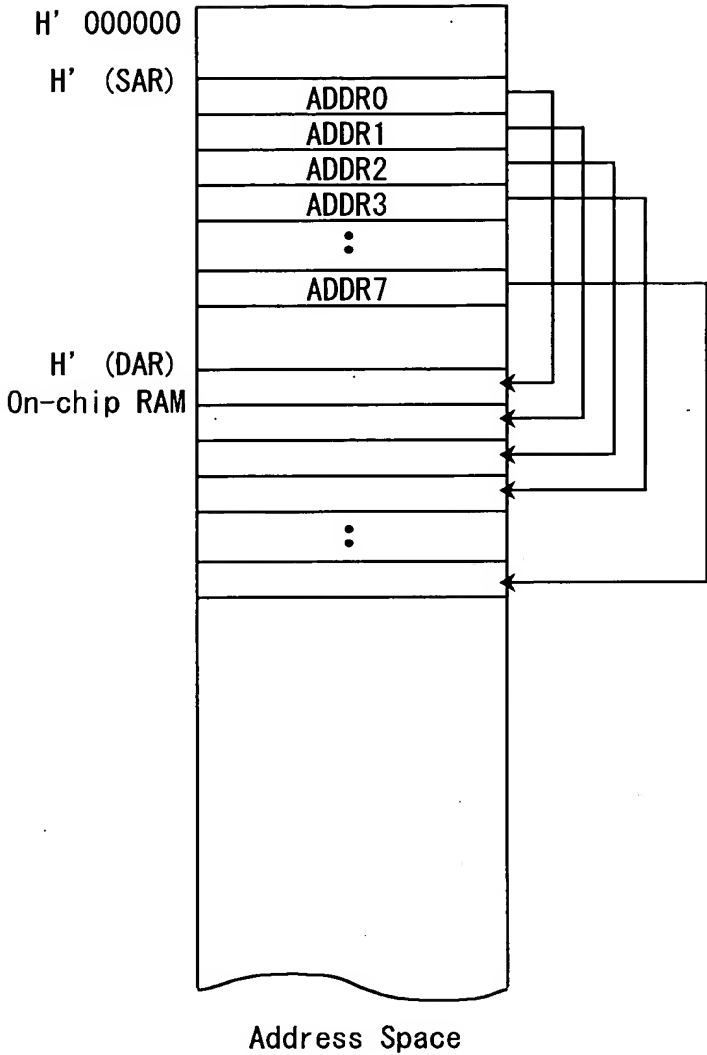 H' 000000
H' (SAR)
ADDR0
ADDR1
ADDR2
ADDR3
:
ADDR7
H' (DAR)
On-chip RAM
:
Address Space